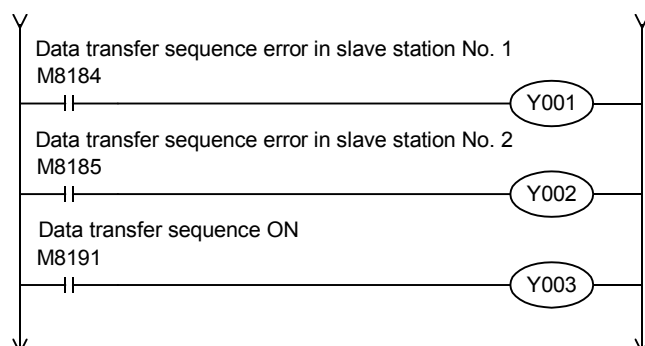 Data transfer sequence error in slave station No. 1
M8184
Y001
Data transfer sequence error in slave station No. 2
M8185
Y002
Data transfer sequence ON
M8191
Y003